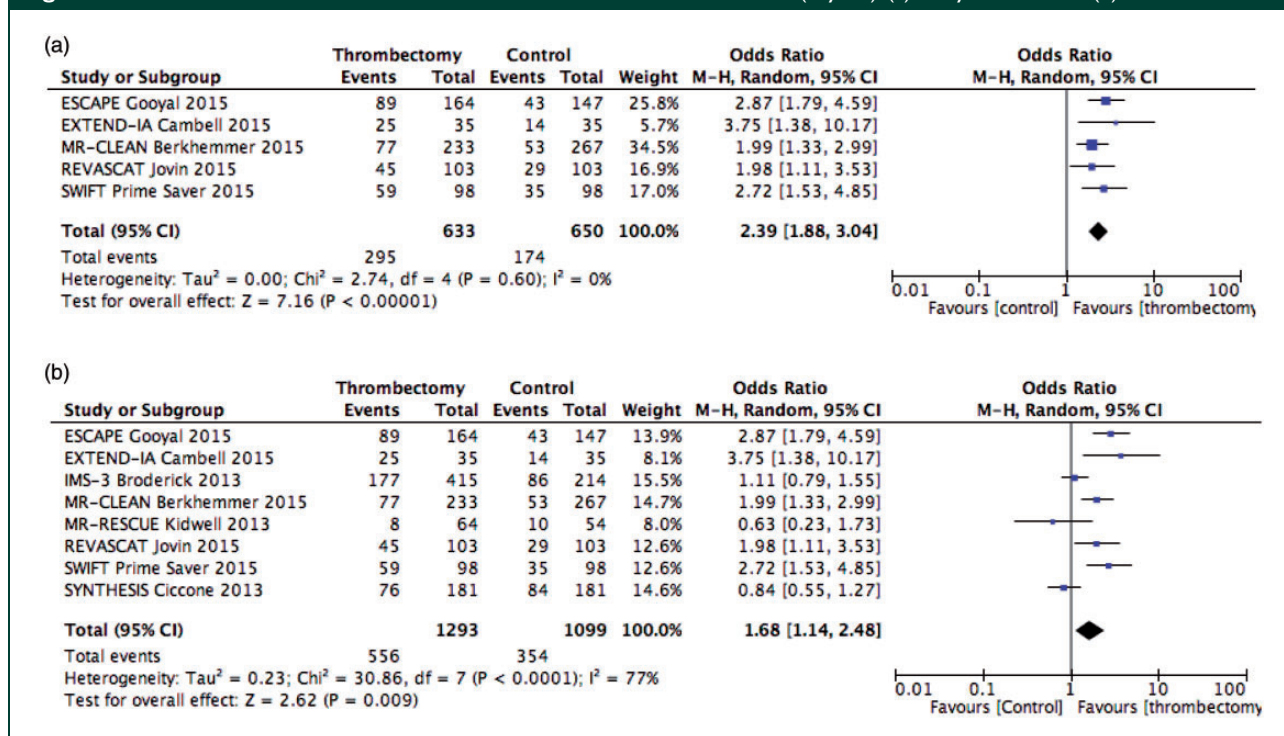 (a)
Thrombectomy Control Odds Ratio Odds Ratio
Study or Subgroup Events Total Events Total Weight M-H, Random, 95% CI M-H, Random, 95% CI
ESCAPE Gooyal 2015 89 164 43 147 25.8% 2.87 [1.79, 4.59]
EXTEND-IA Cambell 2015 25 35 14 35 5.7% 3.75 [1.38, 10.17]
MR-CLEAN Berkhemmer 2015 77 233 53 267 34.5% 1.99 [1.33, 2.99]
REVASCAT Jovin 2015 45 103 29 103 16.9% 1.98 [1.11, 3.53]
SWIFT Prime Saver 2015 59 98 35 98 17.0% 2.72 [1.53, 4.85]
Total (95% CI) 633 650 100.0% 2.39 [1.88, 3.04]
Total events 295 174
Heterogeneity: Tau² = 0.00; Chi² = 2.74, df = 4 (P = 0.60); I² = 0%
Test for overall effect: Z = 7.16 (P < 0.00001)
0.01 0.1 1 10 100
Favours [control] Favours [thrombectomy
(b)
Thrombectomy Control Odds Ratio Odds Ratio
Study or Subgroup Events Total Events Total Weight M-H, Random, 95% CI M-H, Random, 95% CI
ESCAPE Gooyal 2015 89 164 43 147 13.9% 2.87 [1.79, 4.59]
EXTEND-IA Cambell 2015 25 35 14 35 8.1% 3.75 [1.38, 10.17]
IMS-3 Broderick 2013 177 415 86 214 15.5% 1.11 [0.79, 1.55]
MR-CLEAN Berkhemmer 2015 77 233 53 267 14.7% 1.99 [1.33, 2.99]
MR-RESCUE Kidwell 2013 8 64 10 54 8.0% 0.63 [0.23, 1.73]
REVASCAT Jovin 2015 45 103 29 103 12.6% 1.98 [1.11, 3.53]
SWIFT Prime Saver 2015 59 98 35 98 12.6% 2.72 [1.53, 4.85]
SYNTHESIS Ciccone 2013 76 181 84 181 14.6% 0.84 [0.55, 1.27]
Total (95% CI) 1293 1099 100.0% 1.68 [1.14, 2.48]
Total events 556 354
Heterogeneity: Tau² = 0.23; Chi² = 30.86, df = 7 (P < 0.0001); I² = 77%
Test for overall effect: Z = 2.62 (P = 0.009)
0.01 0.1 1 10 100
Favours [Control] Favours [thrombectomy